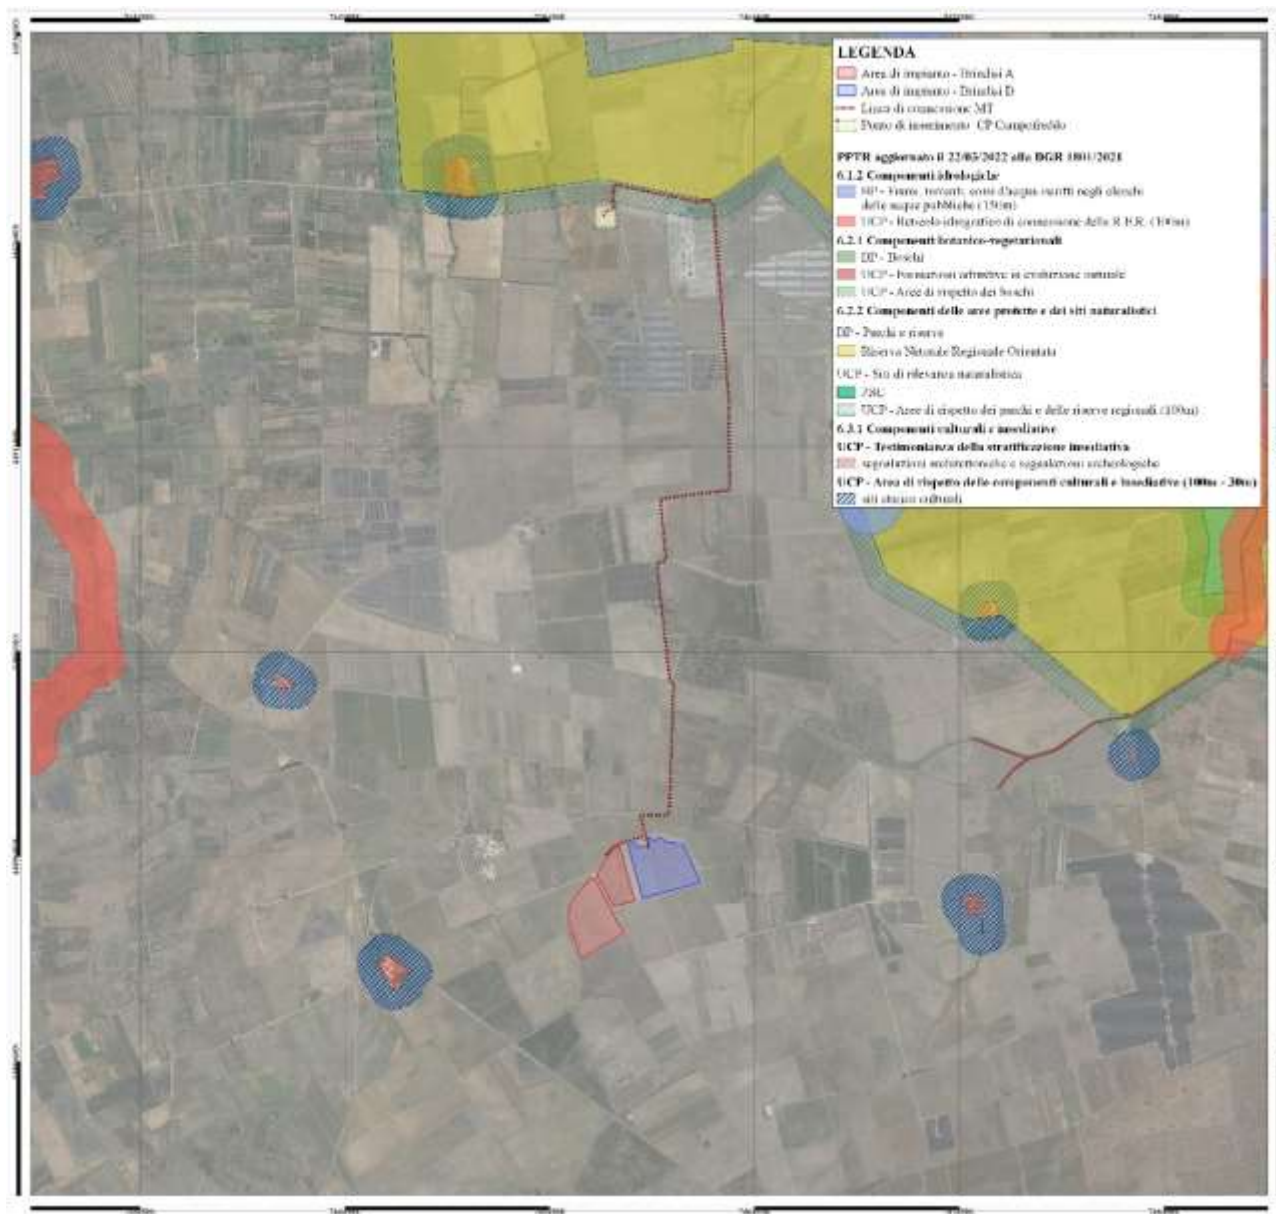 LEGENDA
Area di impianto - Brindisi A
Area di impianto - Brindisi D
Linea di connessione MT
Punto di inserimento CP Campofreddo
PPTR aggiornato il 22/03/2022 alla DGR 1801/2021
6.1.2 Componenti idrologiche
BP - Fiumi, torrenti, corsi d'acqua iscritti negli elenchi
delle acque pubbliche (150m)
UCP - Reticolo idrografico di connessione della R.E.R. (100m)
6.2.1 Componenti botanico-vegetazionali
BP - Boschi
UCP - Formazioni arbustive in evoluzione naturale
UCP - Aree di rispetto dei boschi
6.2.2 Componenti delle aree protette e dei siti naturalistici
BP - Parchi e riserve
Riserva Naturale Regionale Orientata
UCP - Siti di rilevanza naturalistica
ZSC
UCP - Aree di rispetto dei parchi e delle riserve regionali (100m)
6.3.1 Componenti culturali e insediative
UCP - Testimonianza della stratificazione insediativa
segnalazioni architettoniche e segnalazioni archeologiche
UCP - Area di rispetto delle componenti culturali e insediative (100m - 30m)
siti storico culturali